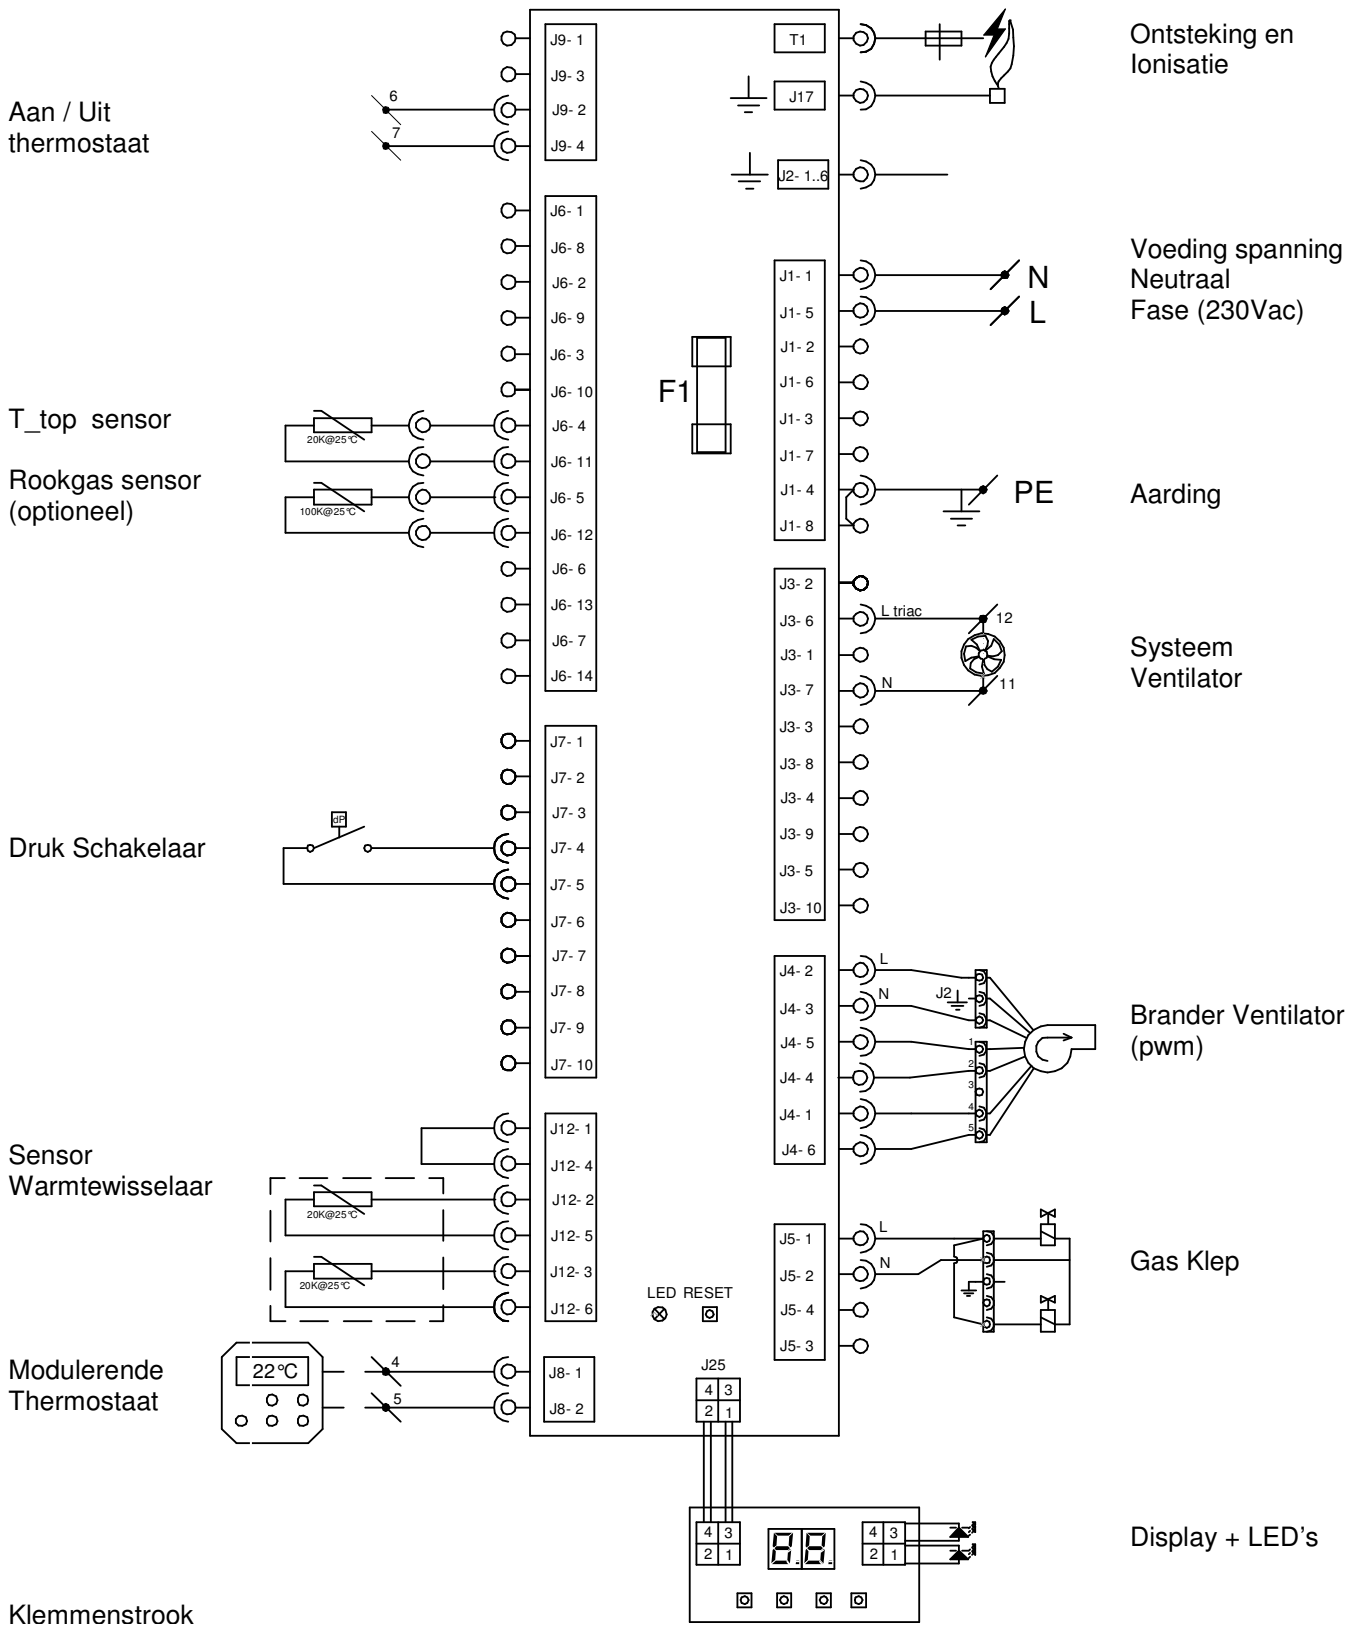 Aan / Uit
thermostaat
6
7
J9- 1
J9- 3
J9- 2
J9- 4
J6- 1
J6- 8
J6- 2
J6- 9
J6- 3
J6- 10
T_top sensor
20K@25°C
J6- 4
J6- 11
Rookgas sensor
(optioneel)
100K@25°C
J6- 5
J6- 12
J6- 6
J6- 13
J6- 7
J6- 14
J7- 1
J7- 2
J7- 3
Druk Schakelaar
dP
J7- 4
J7- 5
J7- 6
J7- 7
J7- 8
J7- 9
J7- 10
Sensor
Warmtewisselaar
20K@25°C
20K@25°C
J12- 1
J12- 4
J12- 2
J12- 5
J12- 3
J12- 6
Modulerende
Thermostaat
22°C
4
5
J8- 1
J8- 2
F1
LED RESET
J25
4 3
2 1
T1
J17
Ontsteking en
Ionisatie
J2- 1..6
J1- 1
J1- 5
J1- 2
J1- 6
J1- 3
J1- 7
J1- 4
J1- 8
N
L
Voeding spanning
Neutraal
Fase (230Vac)
PE
Aarding
J3- 2
J3- 6
J3- 1
J3- 7
J3- 3
J3- 8
J3- 4
J3- 9
J3- 5
J3- 10
L triac
12
N
11
Systeem
Ventilator
J4- 2
J4- 3
J4- 5
J4- 4
J4- 1
J4- 6
L
N
J2
1
2
3
4
5
Brander Ventilator
(pwm)
J5- 1
J5- 2
J5- 4
J5- 3
L
N
Gas Klep
4 3
2 1
88
4 3
2 1
Display + LED's
Klemmenstrook